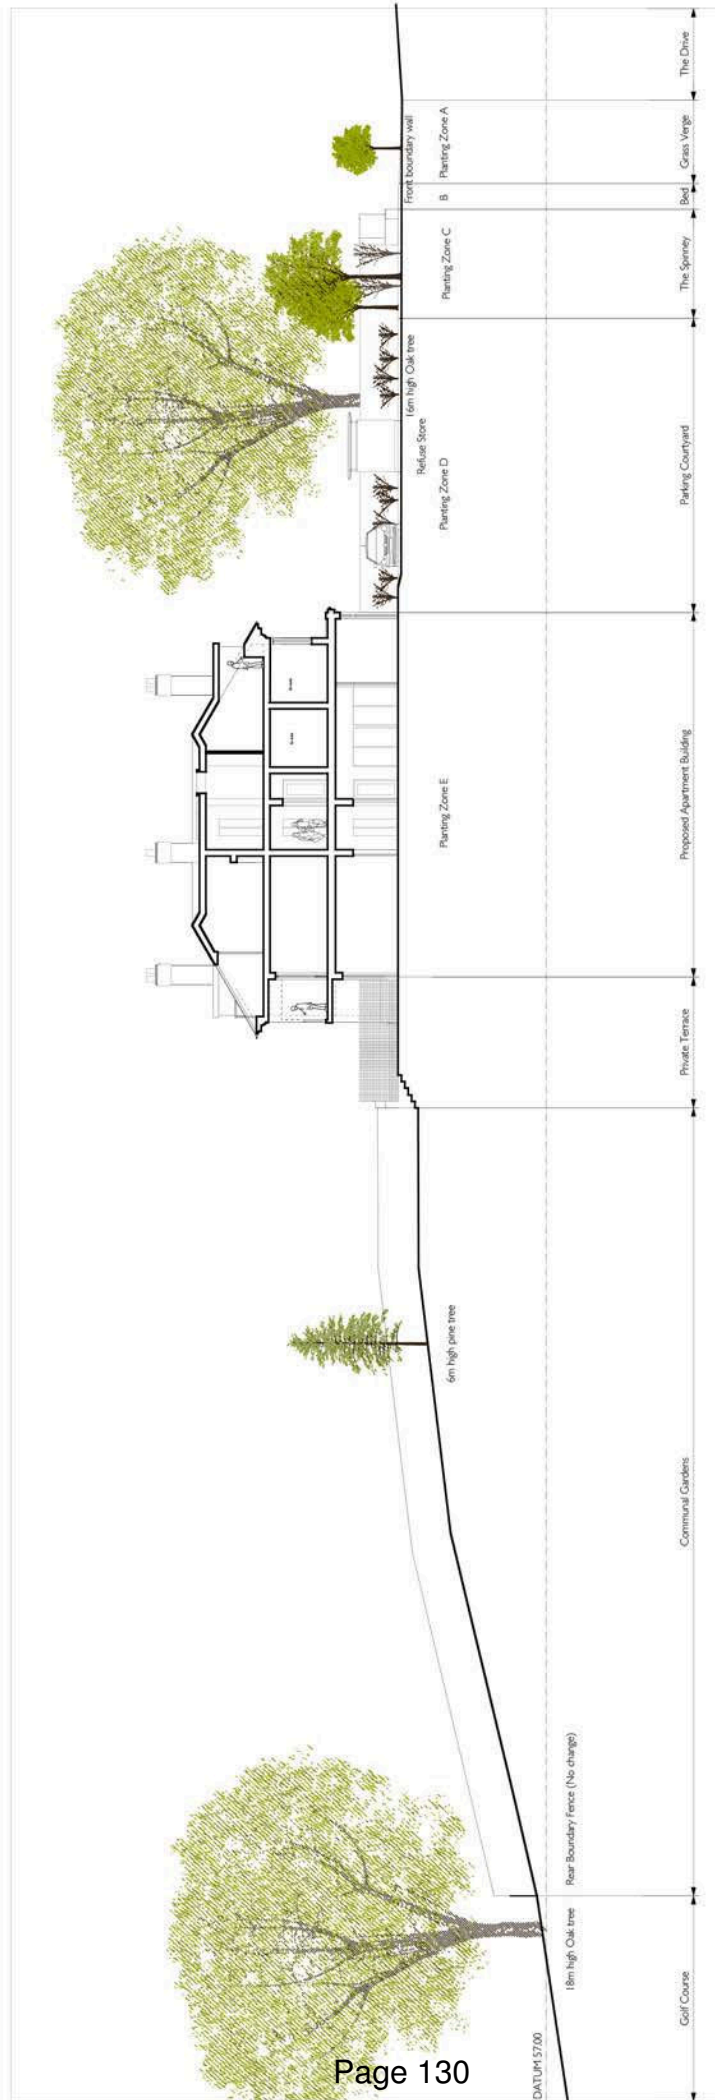 Golf Course
Communal Gardens
Private Terrace
Proposed Apartment Building
Parking Courtyard
The Spinney
Bed
Grass Verge
The Drive
DATUM 57.00
18m high Oak tree
Rear Boundary Fence (No change)
6m high pine tree
Planting Zone E
Planting Zone D
Refuse Store
16m high Oak tree
Planting Zone C
B
Planting Zone A
Front boundary wall
Page 130